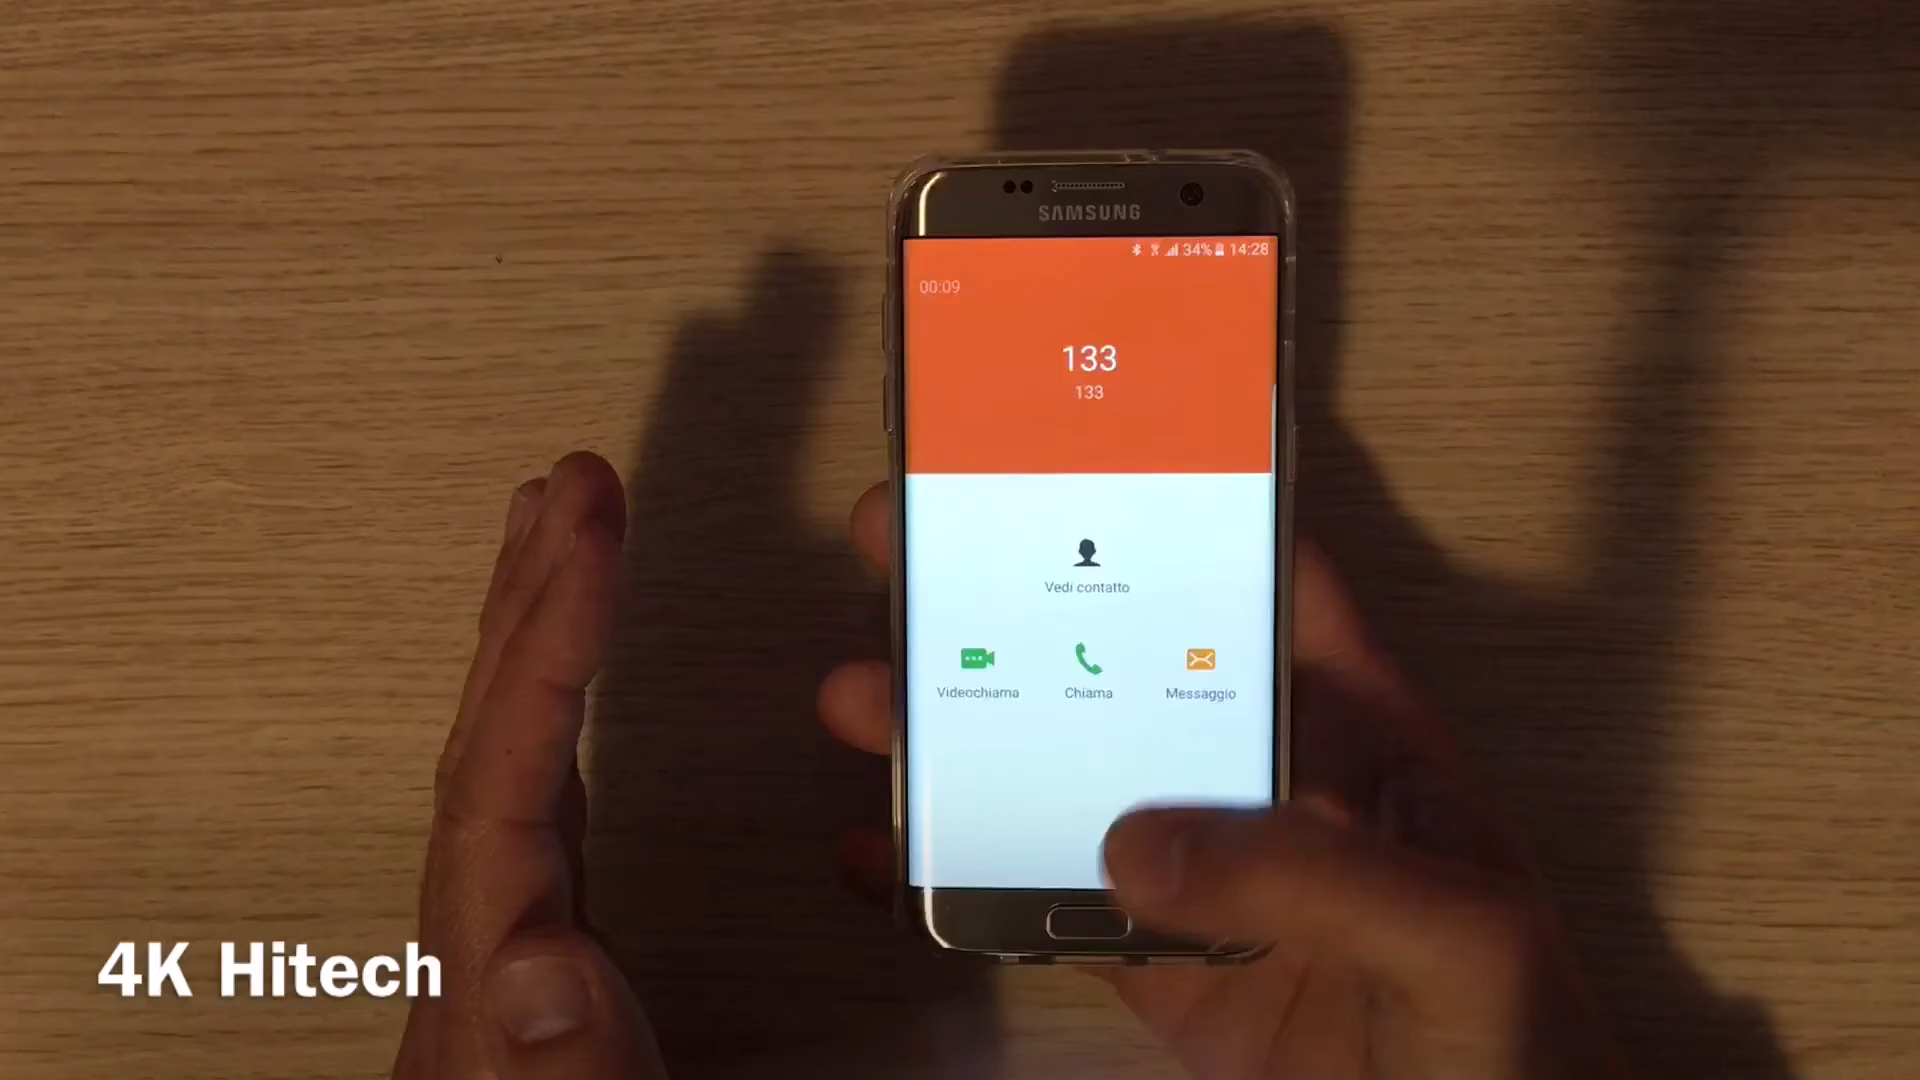 SAMSUNG
34% 14:28
00:09
133
133
Vedi contatto
Videochiama
Chiama
Messaggio
4K Hitech